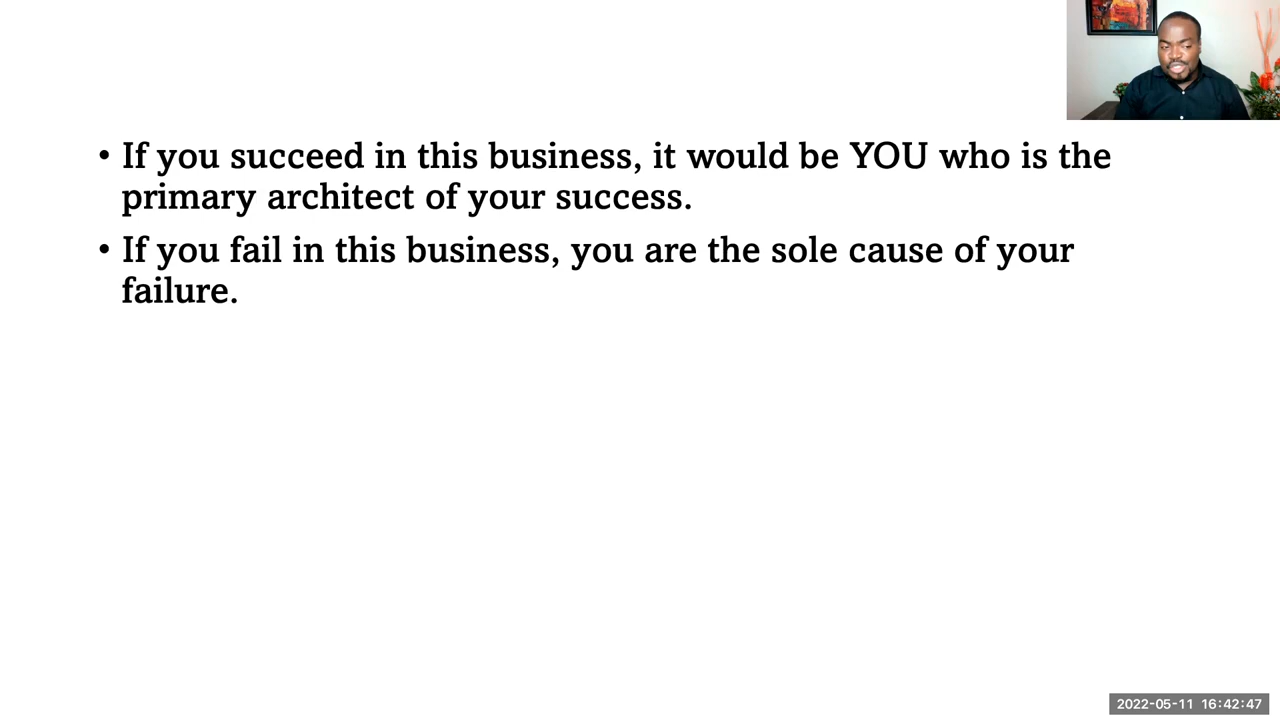 • If you succeed in this business, it would be YOU who is the
primary architect of your success.
• If you fail in this business, you are the sole cause of your
failure.
2022-05-11 16:42:47